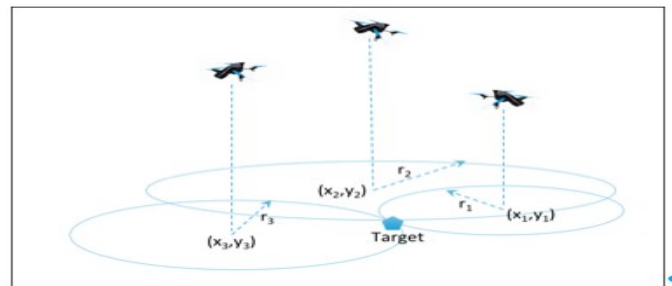 r₂
(x₂,y₂)
r₁
(x₁,y₁)
r₃
(x₃,y₃)
Target